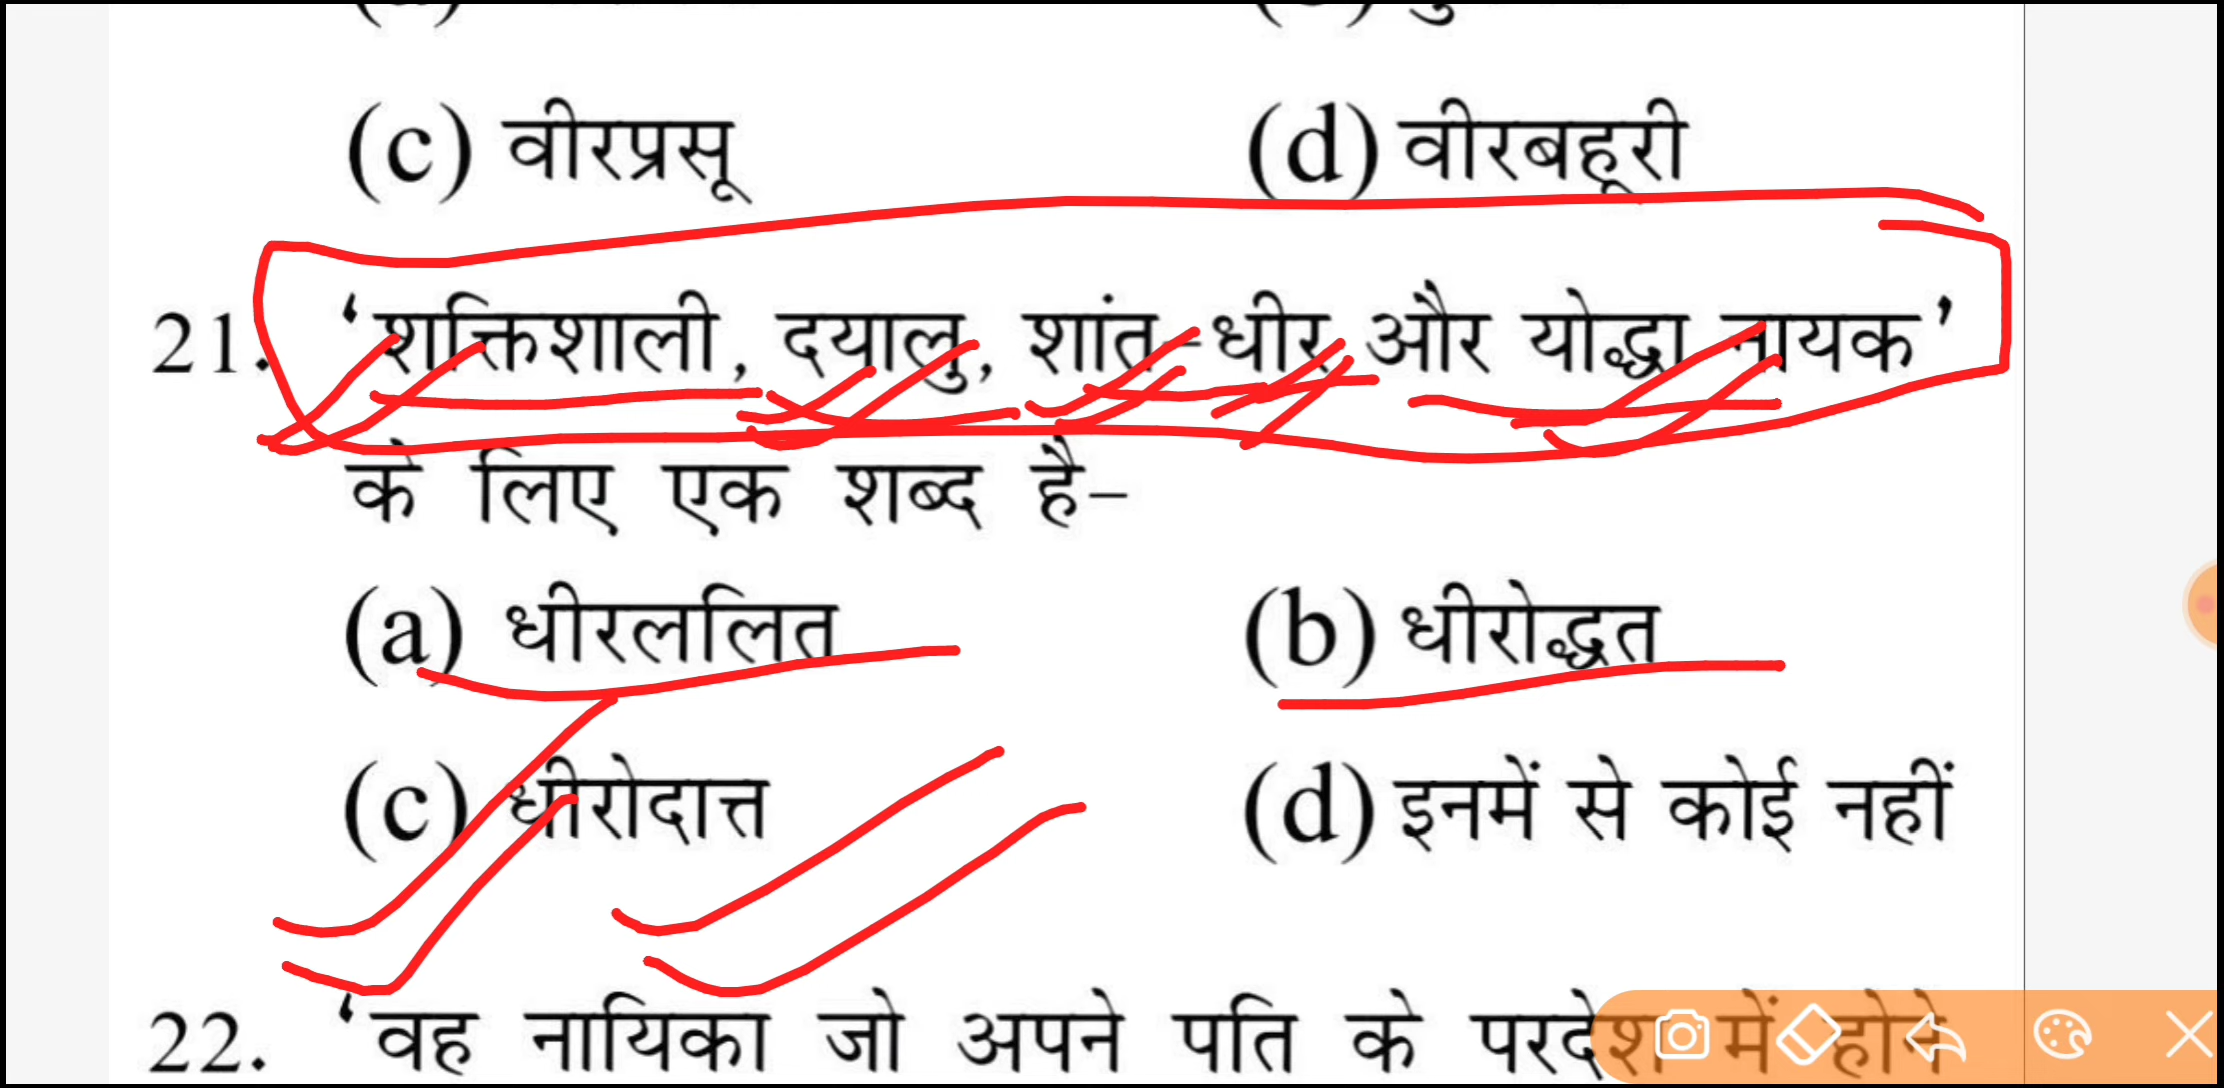 (c) वीरप्रसू (d) वीरबहूरी
21. ‘शक्तिशाली, दयालु, शांत-धीर और योद्धा नायक’
के लिए एक शब्द है–
(a) धीरललित (b) धीरोद्धत
(c) धीरोदात्त (d) इनमें से कोई नहीं
22. ‘वह नायिका जो अपने पति के परदेश में होने